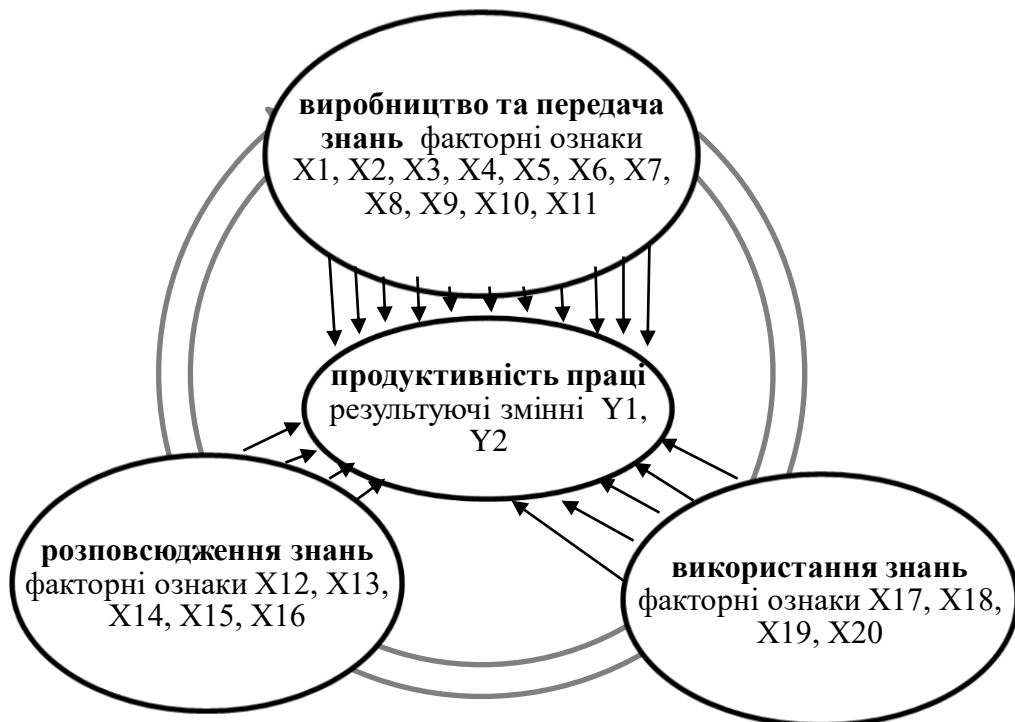 виробництво та передача
знань факторні ознаки
X1, X2, X3, X4, X5, X6, X7,
X8, X9, X10, X11
продуктивність праці
результуючі змінні Y1,
Y2
розповсюдження знань
факторні ознаки X12, X13,
X14, X15, X16
використання знань
факторні ознаки X17, X18,
X19, X20